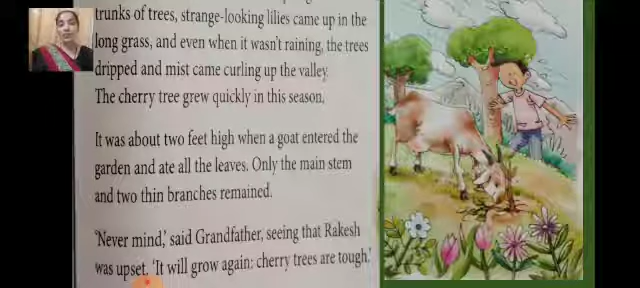 trunks of trees, strange-looking lilies came up in the
long grass, and even when it wasn't raining, the trees
dripped and mist came curling up the valley.
The cherry tree grew quickly in this season.
It was about two feet high when a goat entered the
garden and ate all the leaves. Only the main stem
and two thin branches remained.
'Never mind,' said Grandfather, seeing that Rakesh
was upset. 'It will grow again: cherry trees are tough.'